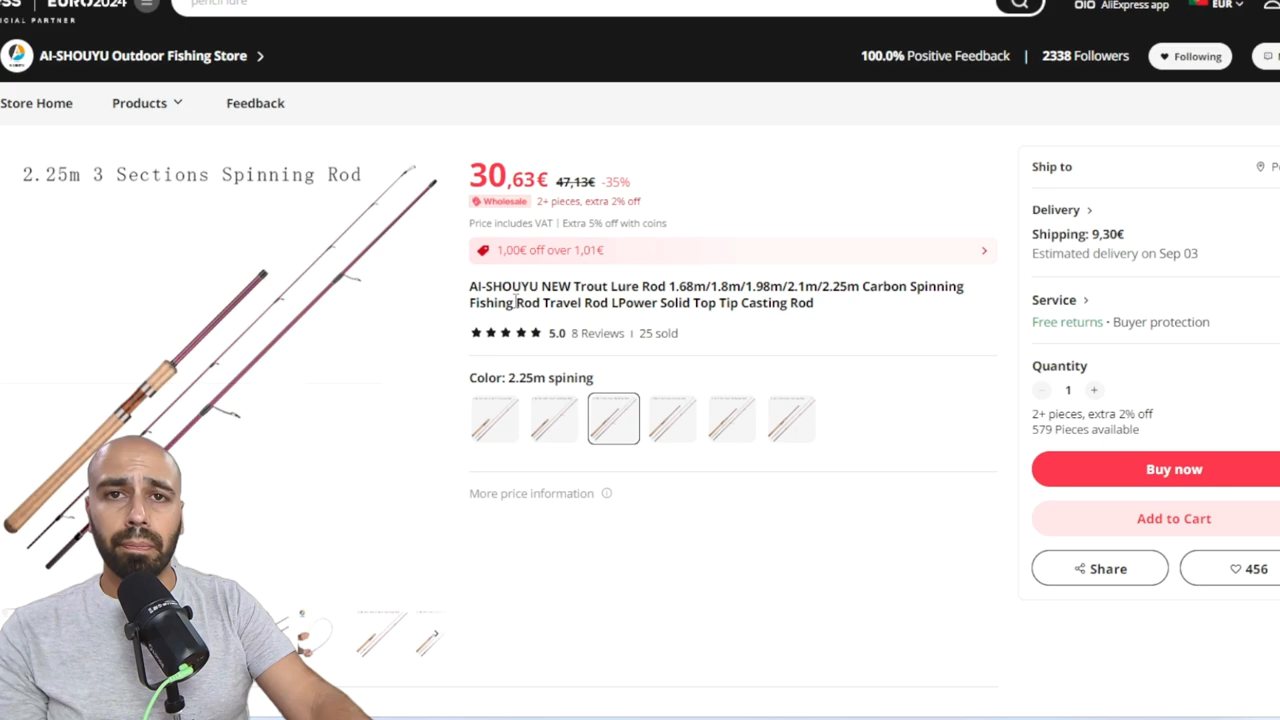 EURO2024
CIAL PARTNER
pencil lure
AliExpress app
EUR
AI-SHOUYU Outdoor Fishing Store
100.0% Positive Feedback | 2338 Followers
Following
Store Home
Products
Feedback
2.25m 3 Sections Spinning Rod
30,63€ 47,13€ -35%
Wholesale 2+ pieces, extra 2% off
Price includes VAT | Extra 5% off with coins
1,00€ off over 1,01€
AI-SHOUYU NEW Trout Lure Rod 1.68m/1.8m/1.98m/2.1m/2.25m Carbon Spinning
Fishing Rod Travel Rod LPower Solid Top Tip Casting Rod
5.0 8 Reviews | 25 sold
Color: 2.25m spining
More price information
Ship to
Delivery
Shipping: 9,30€
Estimated delivery on Sep 03
Service
Free returns · Buyer protection
Quantity
- 1 +
2+ pieces, extra 2% off
579 Pieces available
Buy now
Add to Cart
Share
456